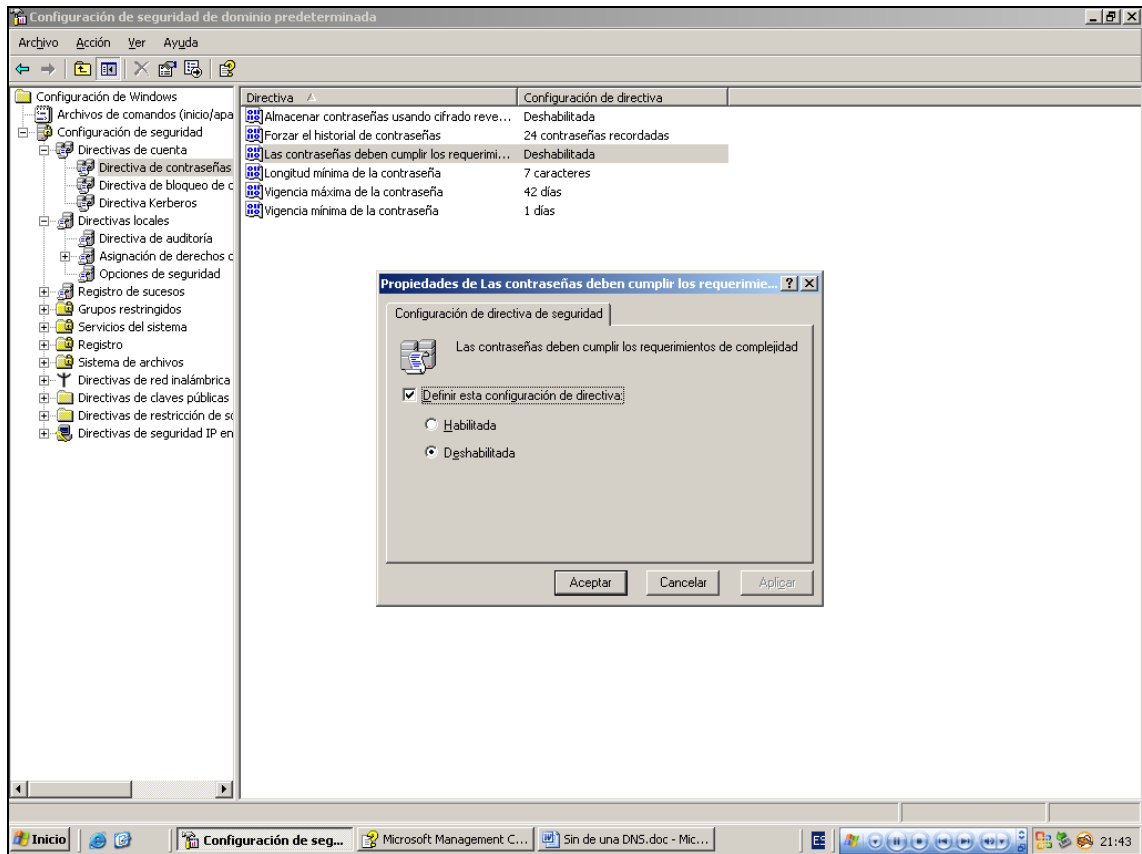 Configuración de seguridad de dominio predeterminada
Archivo Acción Ver Ayuda
Configuración de Windows
Archivos de comandos (inicio/apa
Configuración de seguridad
Directivas de cuenta
Directiva de contraseñas
Directiva de bloqueo de c
Directiva Kerberos
Directivas locales
Directiva de auditoría
Asignación de derechos c
Opciones de seguridad
Registro de sucesos
Grupos restringidos
Servicios del sistema
Registro
Sistema de archivos
Directivas de red inalámbrica
Directivas de claves públicas
Directivas de restricción de so
Directivas de seguridad IP en
Directiva Configuración de directiva
Almacenar contraseñas usando cifrado reve... Deshabilitada
Forzar el historial de contraseñas 24 contraseñas recordadas
Las contraseñas deben cumplir los requerimi... Deshabilitada
Longitud mínima de la contraseña 7 caracteres
Vigencia máxima de la contraseña 42 días
Vigencia mínima de la contraseña 1 días
Propiedades de Las contraseñas deben cumplir los requerimie... ? X
Configuración de directiva de seguridad
Las contraseñas deben cumplir los requerimientos de complejidad
Definir esta configuración de directiva:
Habilitada
Deshabilitada
Aceptar Cancelar Aplicar
Inicio Configuración de seg... Microsoft Management C... Sin de una DNS.doc - Mic... ES 21:43